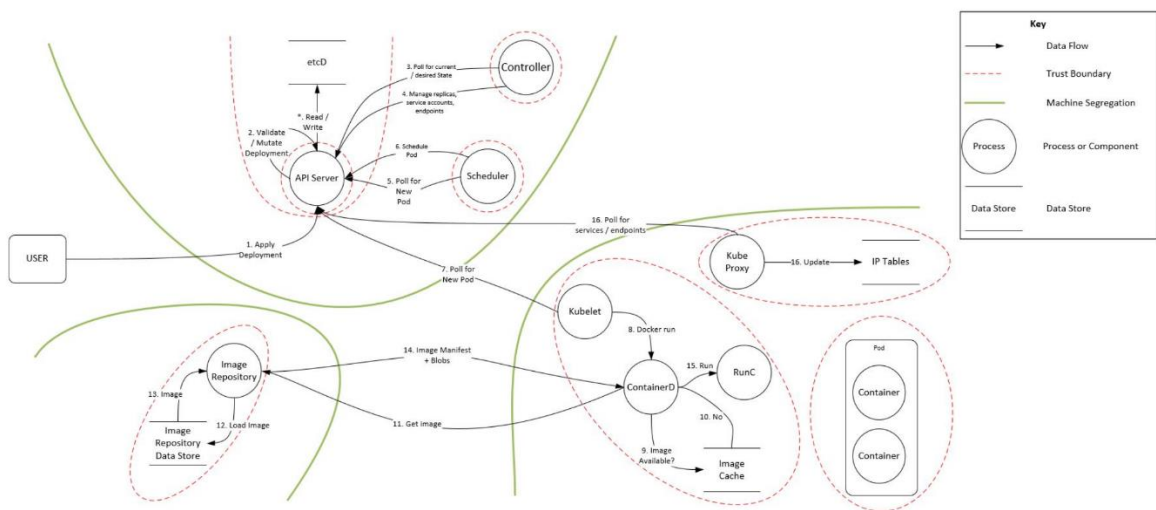 etcD
3. Poll for current
/ desired State
Controller
4. Manage replicas,
service accounts,
endpoints
*. Read /
Write
2. Validate
/ Mutate
Deployment
6. Schedule
Pod
API Server
5. Poll for
New
Pod
Scheduler
16. Poll for
services / endpoints
USER
1. Apply
Deployment
Kube
Proxy
16. Update
IP Tables
7. Poll for
New Pod
Kubelet
8. Docker run
14. Image Manifest
+ Blobs
Image
Repository
ContainerD
15. Run
RunC
13. Image
12. Load Image
11. Get image
10. No
Image
Repository
Data Store
9. Image
Available?
Image
Cache
Pod
Container
Container
Key
Data Flow
Trust Boundary
Machine Segregation
Process
Process or Component
Data Store
Data Store